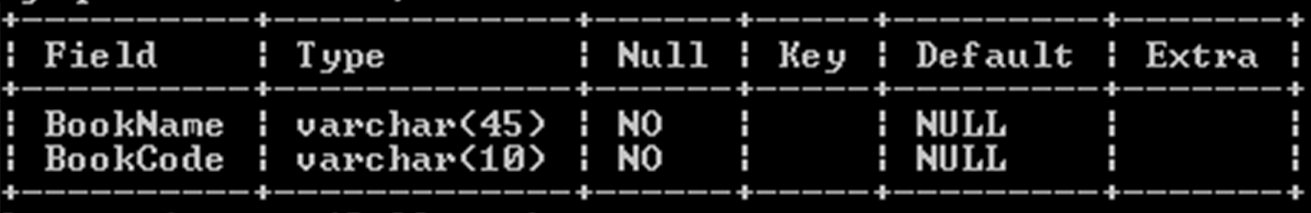 +-----------+-------------+------+-----+---------+-------+
| Field     | Type        | Null | Key | Default | Extra |
+-----------+-------------+------+-----+---------+-------+
| BookName  | varchar(45) | NO   |     | NULL    |       |
| BookCode  | varchar(10) | NO   |     | NULL    |       |
+-----------+-------------+------+-----+---------+-------+